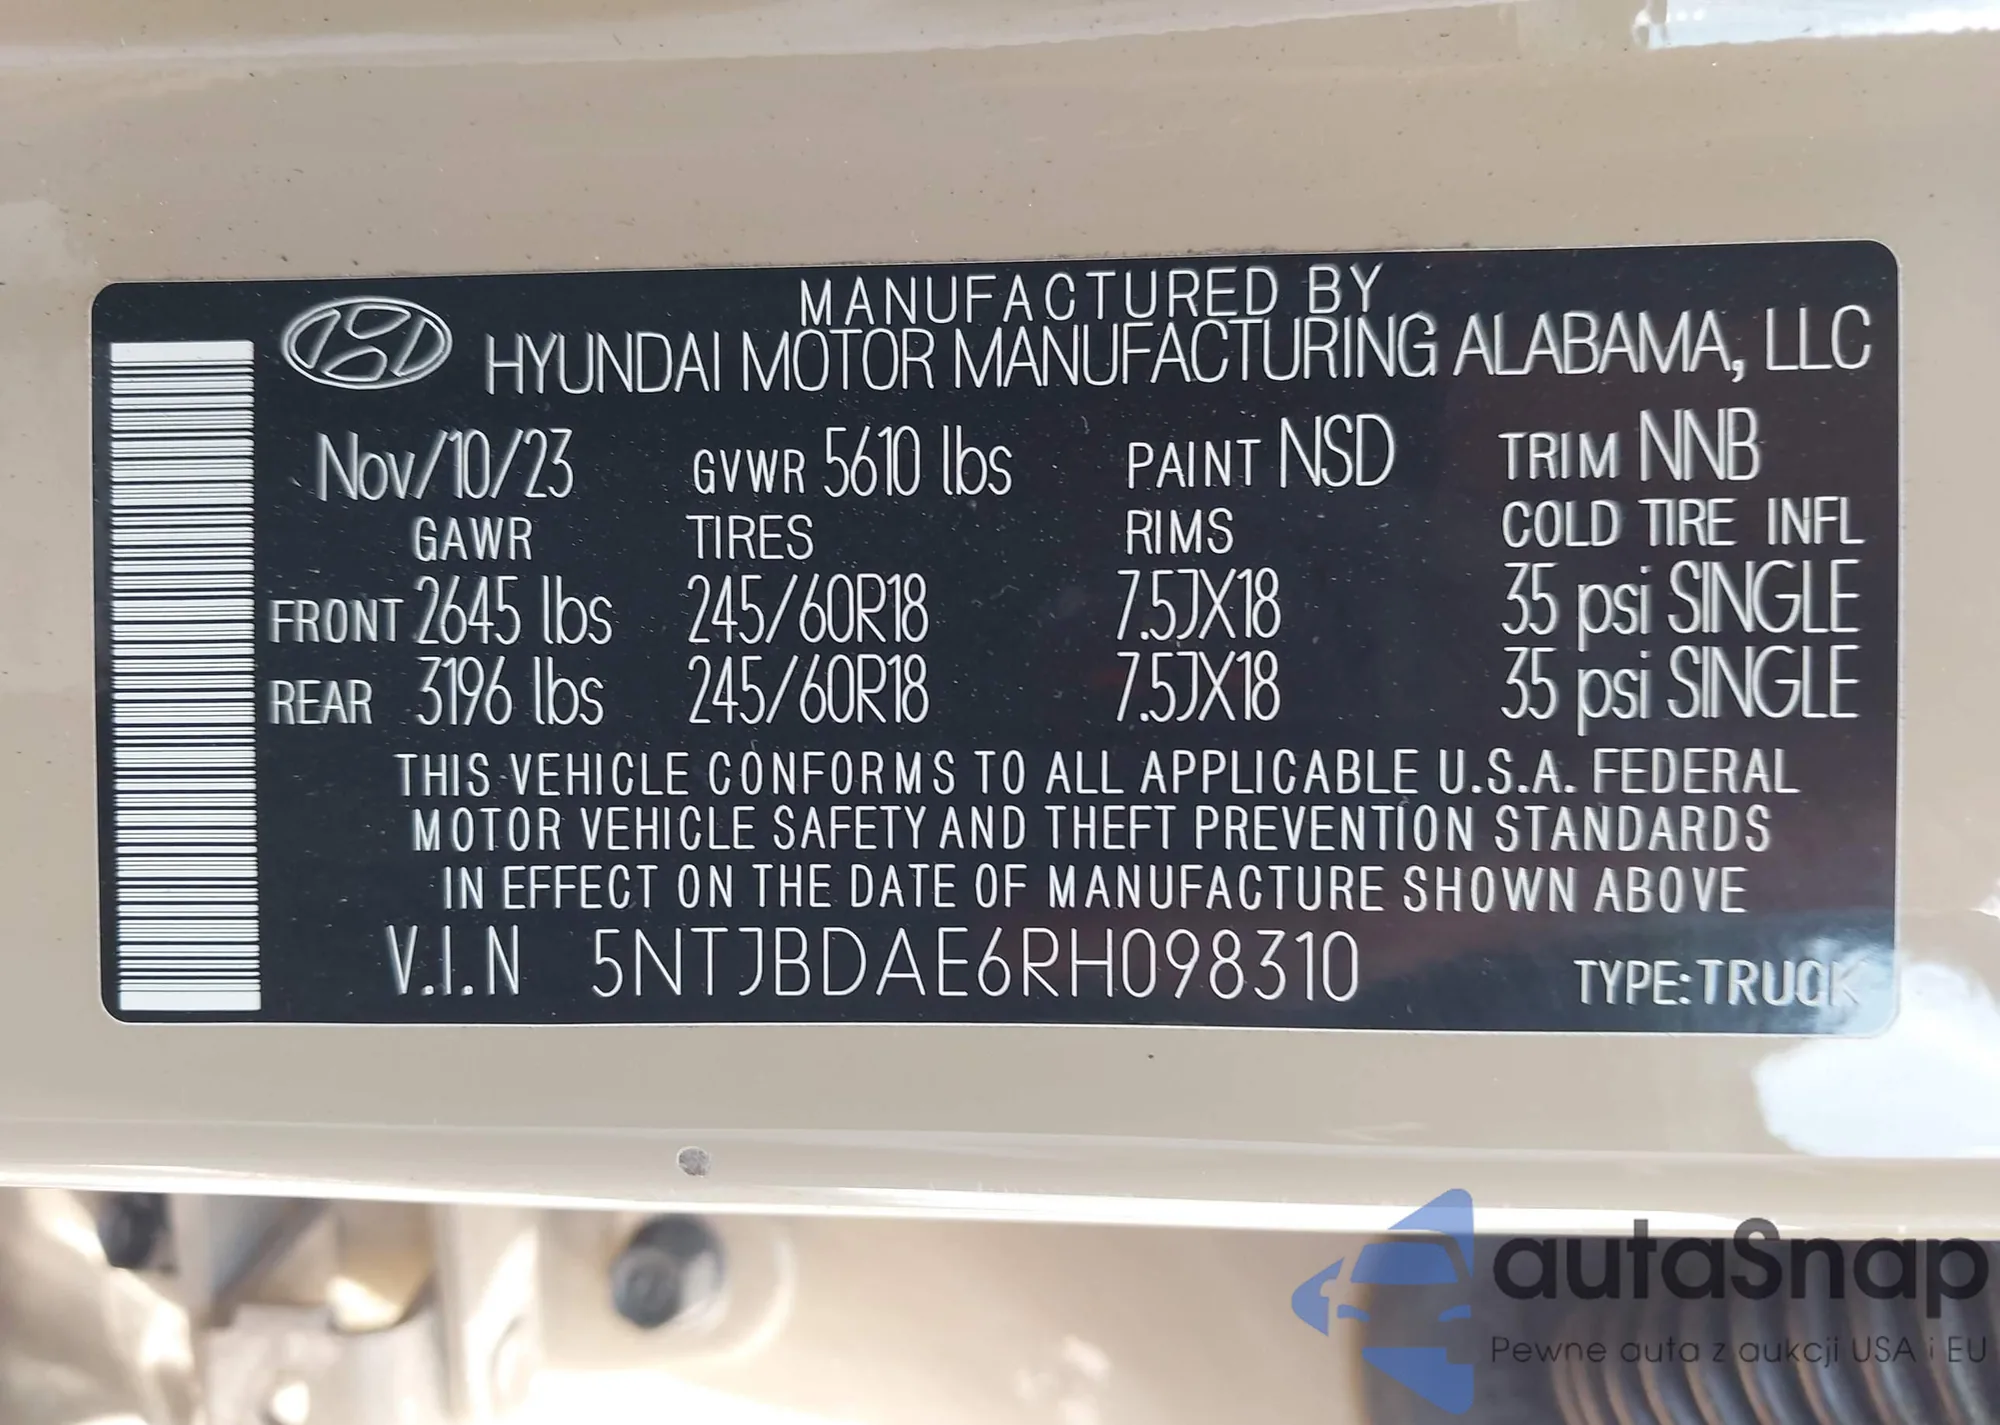 MANUFACTURED BY
HYUNDAI MOTOR MANUFACTURING ALABAMA, LLC
Nov/10/23 GVWR 5610 lbs PAINT NSD TRIM NNB
GAWR TIRES RIMS COLD TIRE INFL
FRONT 2645 lbs 245/60R18 7.5JX18 35 psi SINGLE
REAR 3196 lbs 245/60R18 7.5JX18 35 psi SINGLE
THIS VEHICLE CONFORMS TO ALL APPLICABLE U.S.A. FEDERAL
MOTOR VEHICLE SAFETY AND THEFT PREVENTION STANDARDS
IN EFFECT ON THE DATE OF MANUFACTURE SHOWN ABOVE
V.I.N 5NTJBDAE6RH098310 TYPE:TRUCK
autaSnap
Pewne auta z aukcji USA i EU